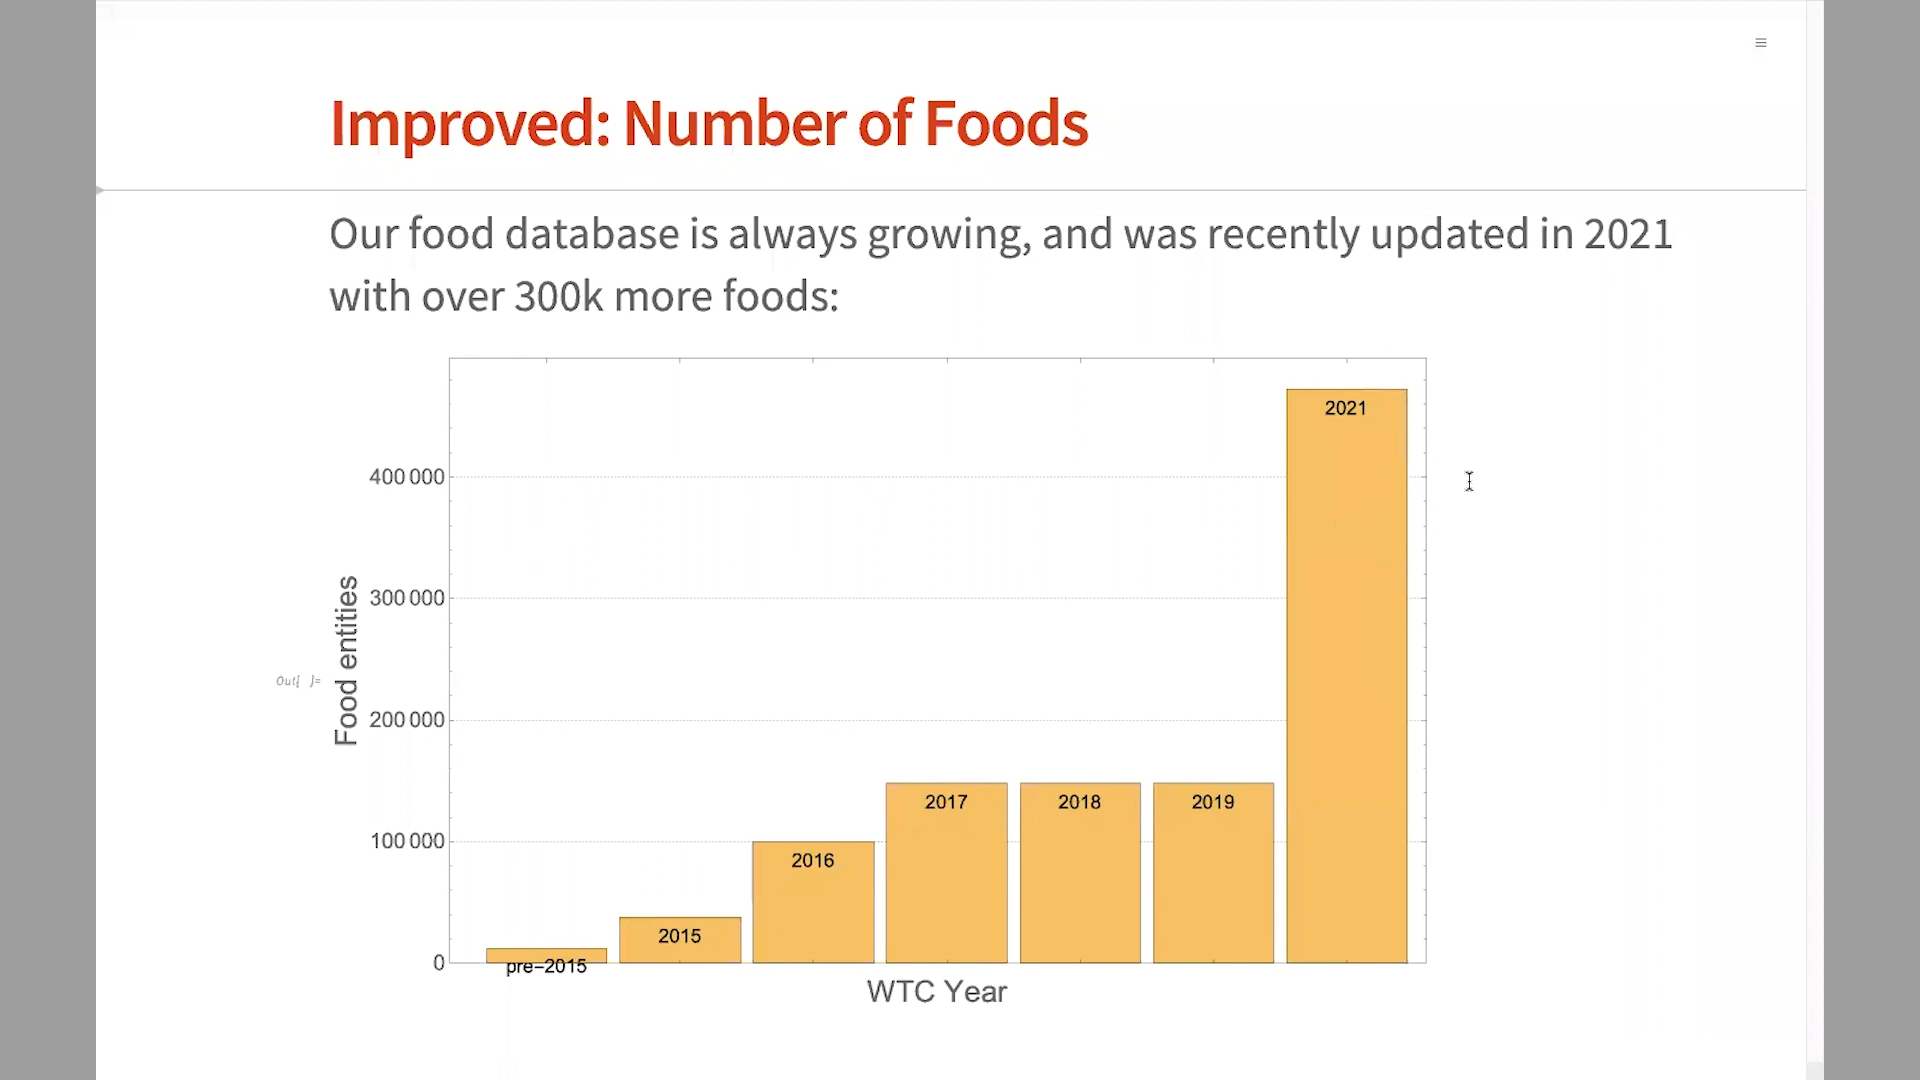 Improved: Number of Foods
Our food database is always growing, and was recently updated in 2021
with over 300k more foods:
2021
400 000
300 000
Food entities
Out[ ]=
200 000
2017
2018
2019
100 000
2016
2015
0
pre–2015
WTC Year